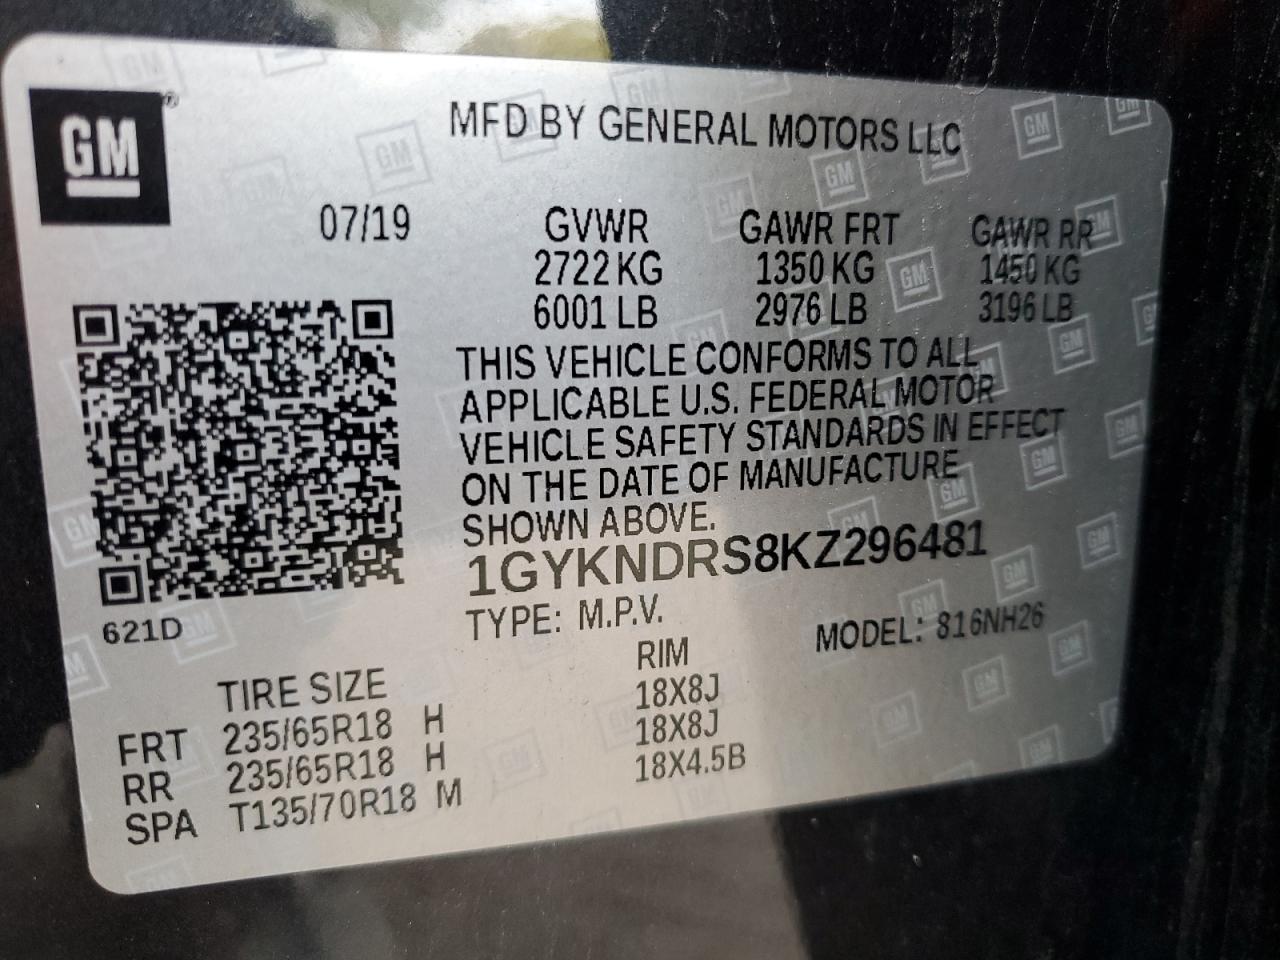 GM ®
MFD BY GENERAL MOTORS LLC
07/19 GVWR GAWR FRT GAWR RR
2722 KG 1350 KG 1450 KG
6001 LB 2976 LB 3196 LB
THIS VEHICLE CONFORMS TO ALL
APPLICABLE U.S. FEDERAL MOTOR
VEHICLE SAFETY STANDARDS IN EFFECT
ON THE DATE OF MANUFACTURE
SHOWN ABOVE.
1GYKNDRS8KZ296481
621D
TYPE: M.P.V. MODEL: 816NH26
TIRE SIZE RIM
FRT 235/65R18 H 18X8J
RR 235/65R18 H 18X8J
SPA T135/70R18 M 18X4.5B